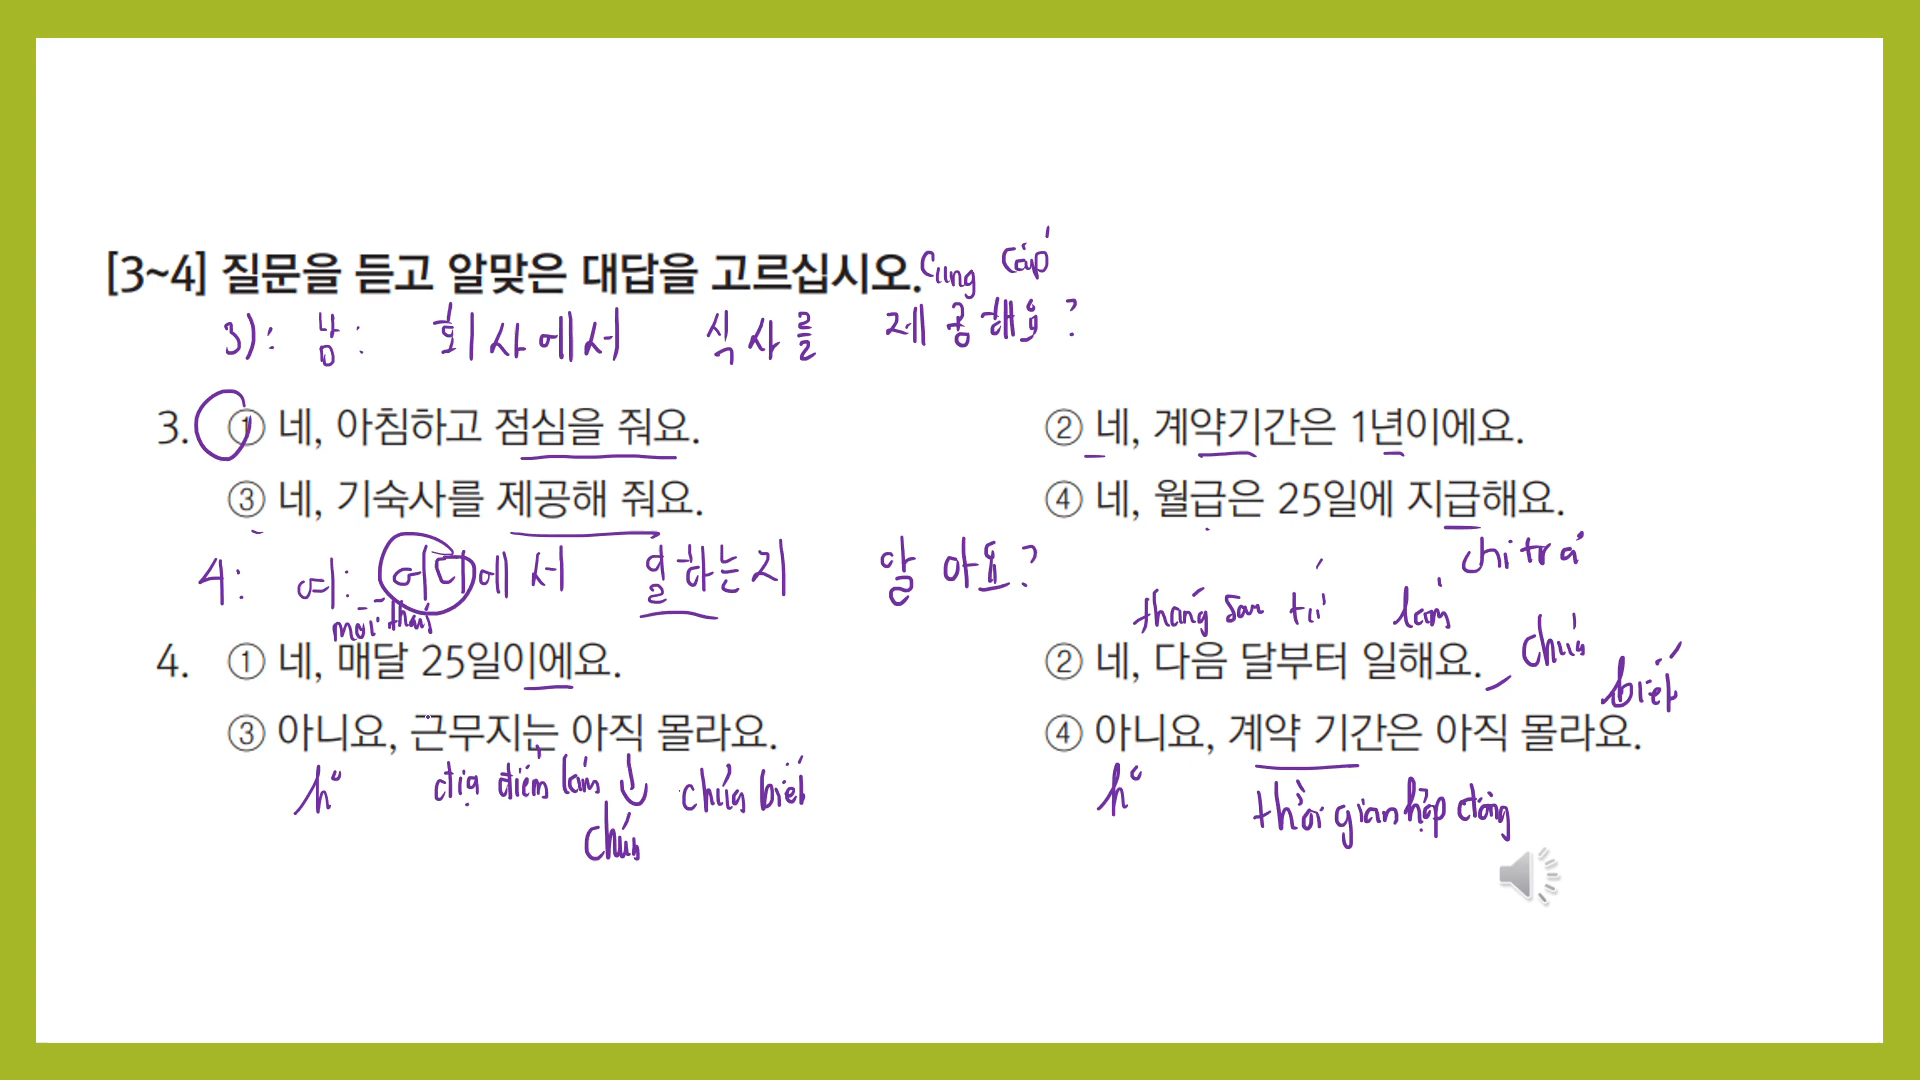 [3~4] 질문을 듣고 알맞은 대답을 고르십시오. cung cấp
3): 남: 회사에서 식사를 제공해요?
3. ① 네, 아침하고 점심을 줘요. ② 네, 계약기간은 1년이에요.
③ 네, 기숙사를 제공해 줘요. ④ 네, 월급은 25일에 지급해요.
chi trả
4: 여: 어디에서 일하는지 알아요?
mỗi tháng
tháng sau từ làm
4. ① 네, 매달 25일이에요. ② 네, 다음 달부터 일해요.
chưa biết
③ 아니요, 근무지는 아직 몰라요. ④ 아니요, 계약 기간은 아직 몰라요.
địa điểm làm chưa biết
chưa
thời gian hợp đồng